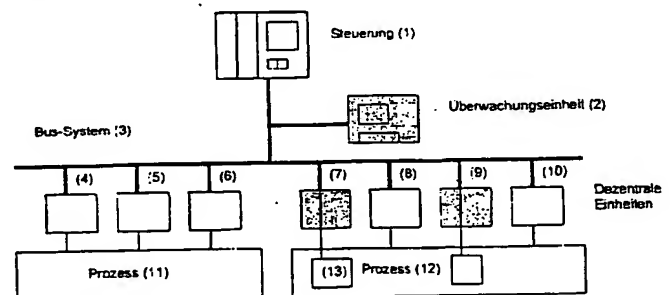 Steuerung (1)
Überwachungseinheit (2)
Bus-System (3)
(4) (5) (6) (7) (8) (9) (10)
Dezentrale
Einheiten
Prozess (11) (13) Prozess (12)